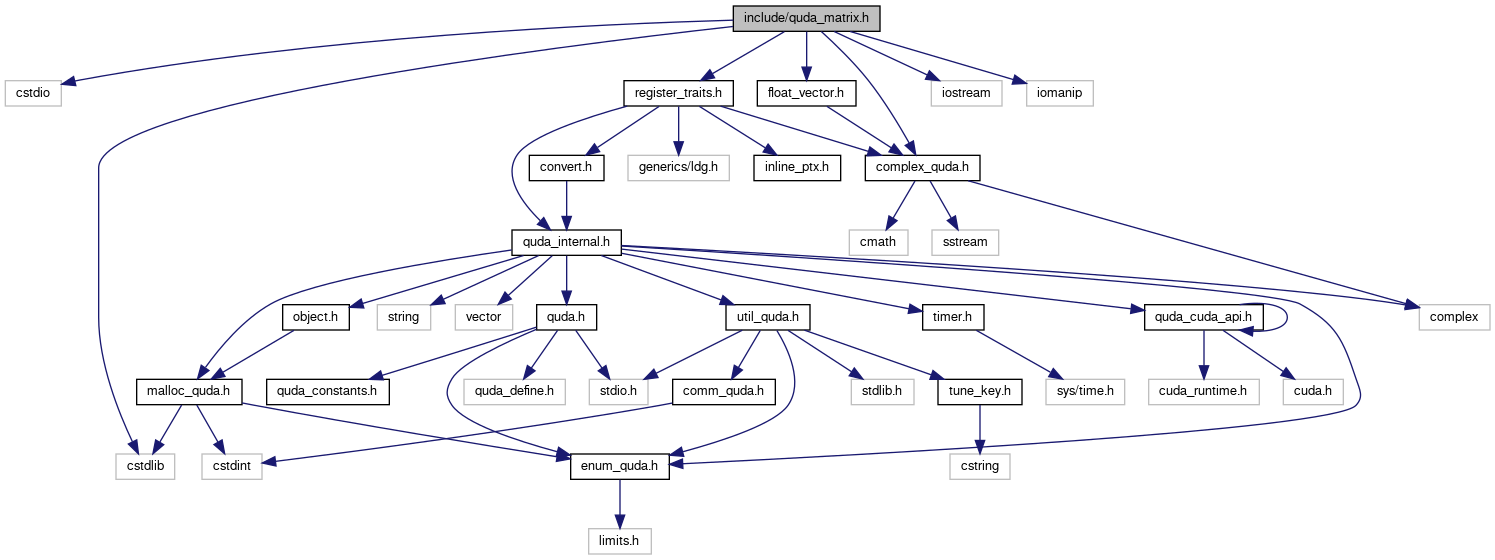 include/quda_matrix.h
cstdio
register_traits.h
float_vector.h
iostream
iomanip
convert.h
generics/ldg.h
inline_ptx.h
complex_quda.h
quda_internal.h
cmath
sstream
object.h
string
vector
quda.h
util_quda.h
timer.h
quda_cuda_api.h
complex
malloc_quda.h
quda_constants.h
quda_define.h
stdio.h
comm_quda.h
stdlib.h
tune_key.h
sys/time.h
cuda_runtime.h
cuda.h
cstdlib
cstdint
enum_quda.h
cstring
limits.h